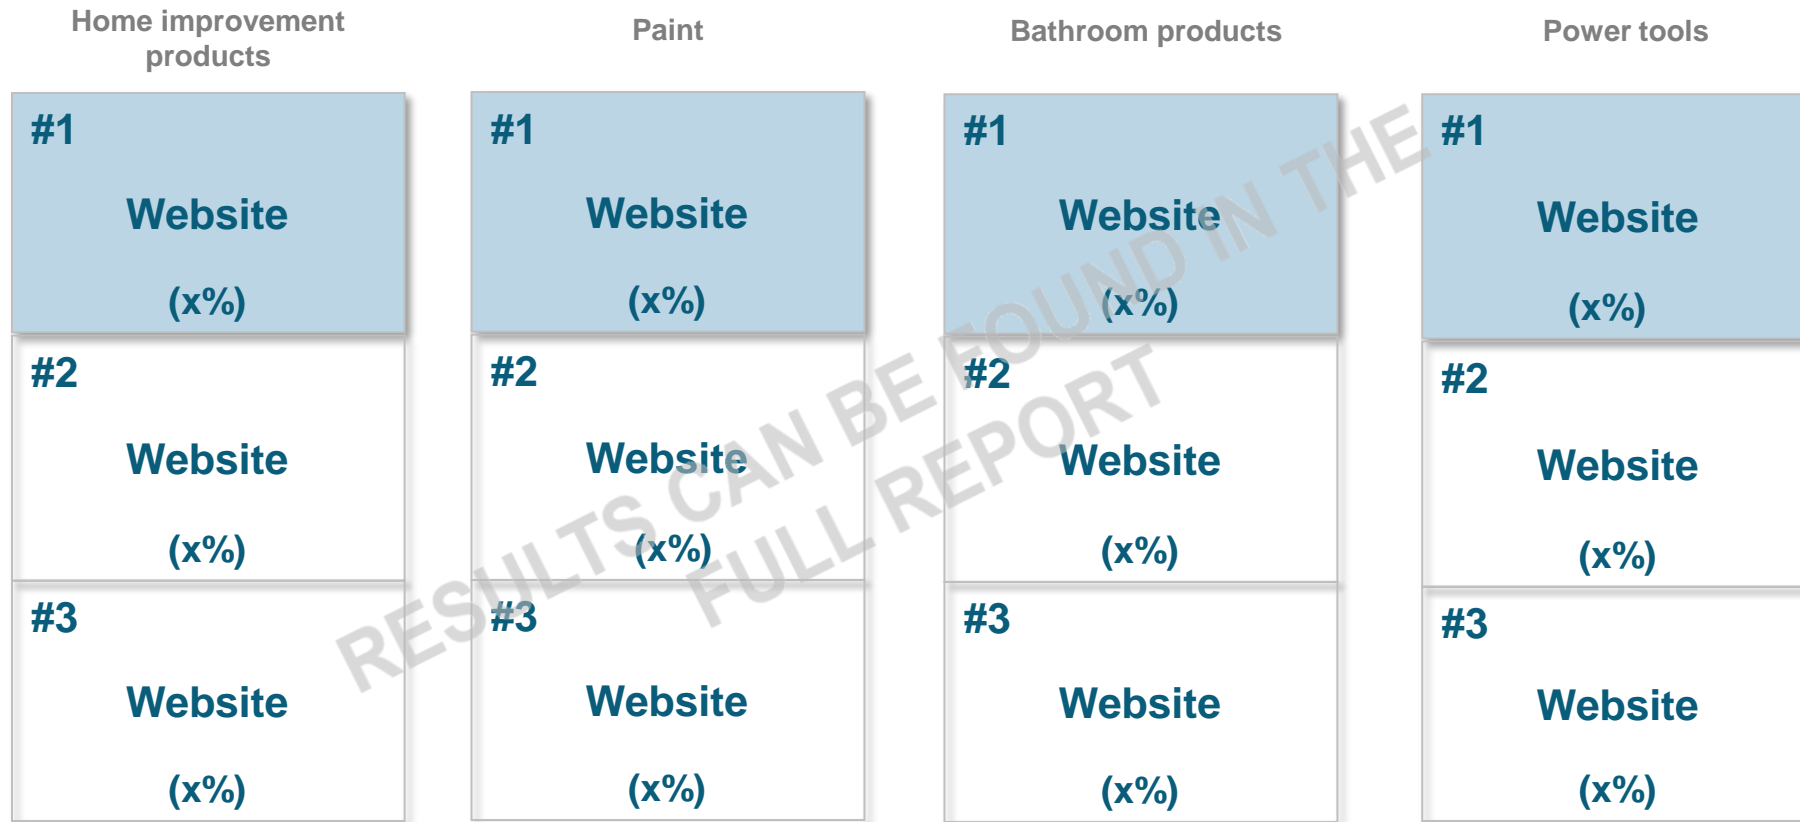 Home improvement
products
#1
Website
(x%)
#2
Website
(x%)
#3
Website
(x%)
Paint
#1
Website
(x%)
#2
Website
(x%)
#3
Website
(x%)
Bathroom products
#1
Website
(x%)
#2
Website
(x%)
#3
Website
(x%)
Power tools
#1
Website
(x%)
#2
Website
(x%)
#3
Website
(x%)
RESULTS CAN BE FOUND IN THE
FULL REPORT